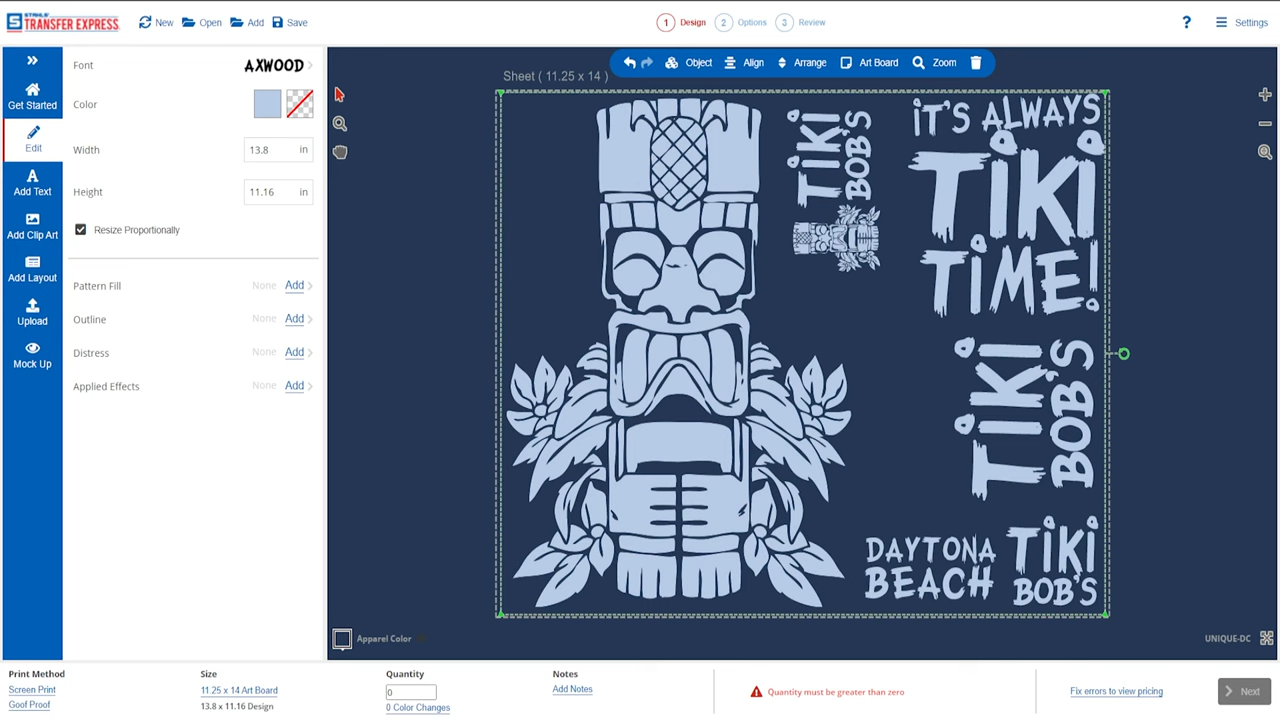 STAHLS'
TRANSFER EXPRESS
New
Open
Add
Save
1 Design
2 Options
3 Review
?
Settings
Get Started
Edit
Add Text
Add Clip Art
Add Layout
Upload
Mock Up
Font
AXWOOD
Color
Width
13.8 in
Height
11.16 in
Resize Proportionally
Pattern Fill
None Add
Outline
None Add
Distress
None Add
Applied Effects
None Add
Object
Align
Arrange
Art Board
Zoom
Sheet ( 11.25 x 14 )
TIKI
BOB'S
IT'S ALWAYS
TIKI
TIME!
TIKI
BOB'S
DAYTONA
BEACH
TIKI
BOB'S
Apparel Color
UNIQUE-DC
Print Method
Screen Print
Goof Proof
Size
11.25 x 14 Art Board
13.8 x 11.16 Design
Quantity
0
0 Color Changes
Notes
Add Notes
Quantity must be greater than zero
Fix errors to view pricing
Next